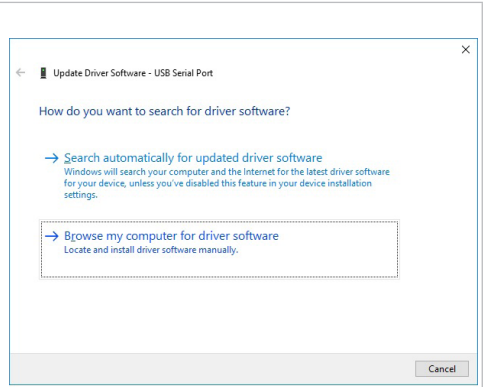 Update Driver Software - USB Serial Port
How do you want to search for driver software?
Search automatically for updated driver software
Windows will search your computer and the Internet for the latest driver software
for your device, unless you've disabled this feature in your device installation
settings.
Browse my computer for driver software
Locate and install driver software manually.
Cancel